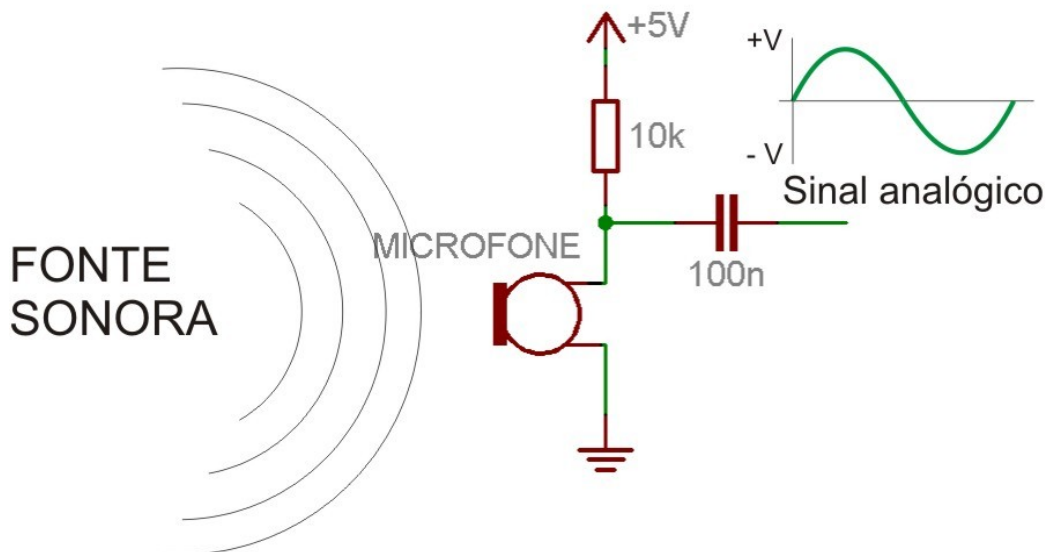 +5V
+V
10k
- V
Sinal analógico
MICROFONE
100n
FONTE
SONORA